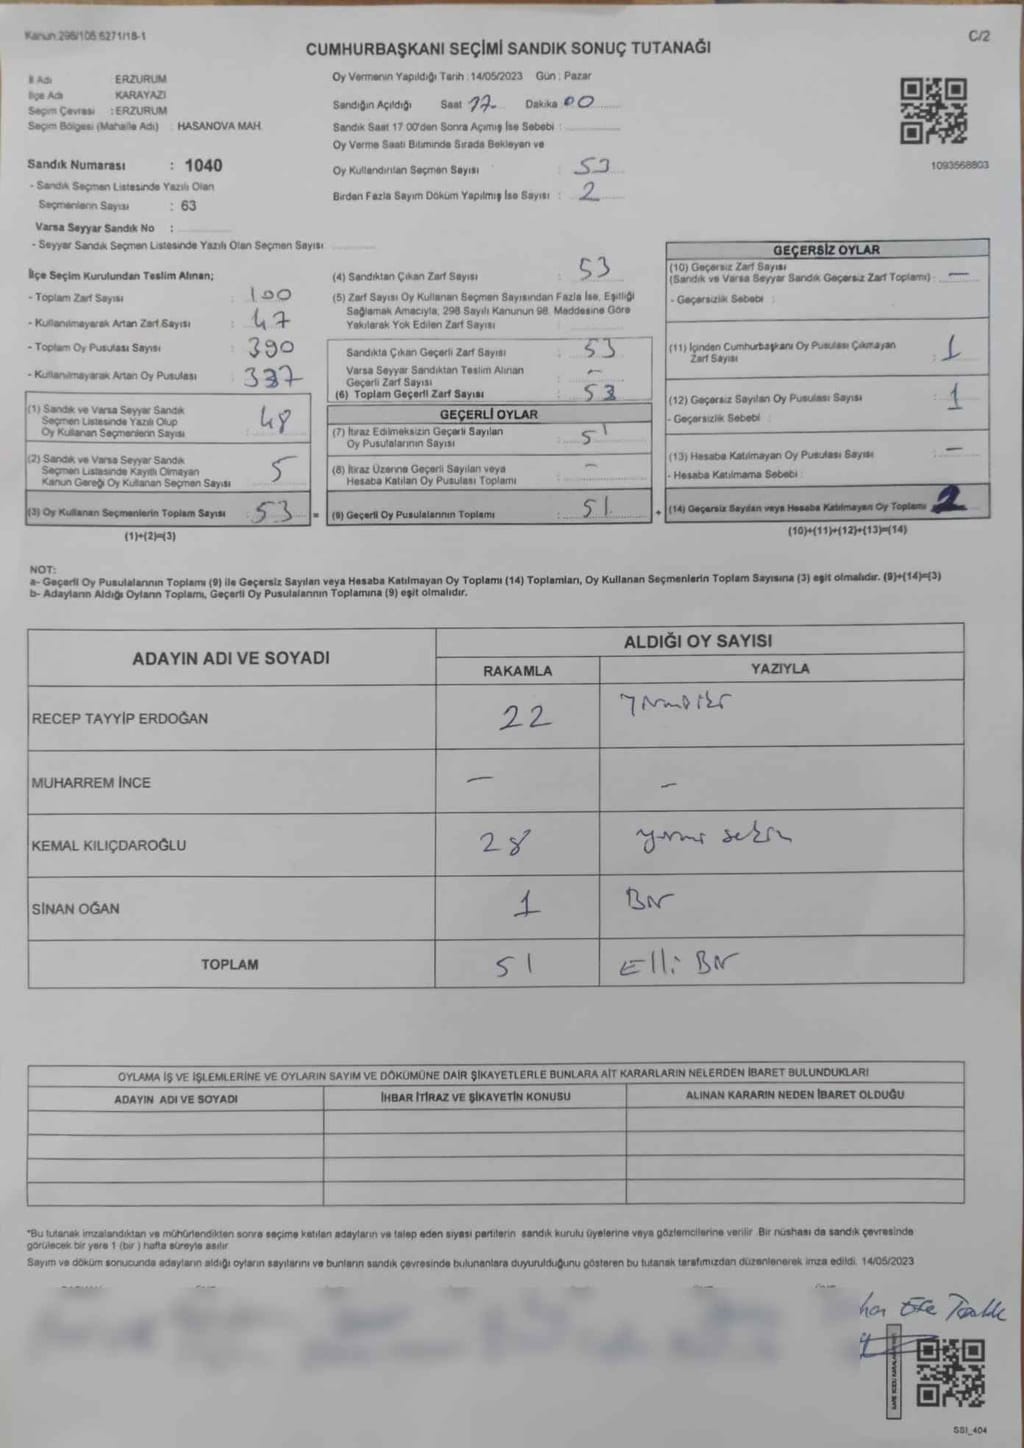 Kanun 298/106 6271/18-1
C/2
CUMHURBAŞKANI SEÇİMİ SANDIK SONUÇ TUTANAĞI
İl Adı ERZURUM
İlçe Adı KARAYAZI
Seçim Çevresi : ERZURUM
Seçim Bölgesi (Mahalle Adı) : HASANOVA MAH.
Sandık Numarası : 1040
- Sandık Seçmen Listesinde Yazılı Olan
Seçmenlerin Sayısı : 63
Varsa Seyyar Sandık No :
- Seyyar Sandık Seçmen Listesinde Yazılı Olan Seçmen Sayısı
Oy Vermenin Yapıldığı Tarih : 14/05/2023 Gün : Pazar
Sandığın Açıldığı Saat 17 Dakika 00
Sandık Saat 17 00'den Sonra Açımış İse Sebebi :
Oy Verme Saati Bitiminde Sırada Bekleyen ve
Oy Kullandırılan Seçmen Sayısı : 53
Birden Fazla Sayım Döküm Yapılmış İse Sayısı : 2
1093568803
İlçe Seçim Kurulundan Teslim Alınan;
- Toplam Zarf Sayısı : 100
- Kullanılmayarak Artan Zarf Sayısı : 47
- Toplam Oy Pusulası Sayısı : 390
- Kullanılmayarak Artan Oy Pusulası : 337
(1) Sandık ve Varsa Seyyar Sandık
Seçmen Listesinde Yazılı Olup
Oy Kullanan Seçmenlerin Sayısı : 48
(2) Sandık ve Varsa Seyyar Sandık
Seçmen Listesinde Kayıtlı Olmayan
Kanun Gereği Oy Kullanan Seçmen Sayısı 5
(3) Oy Kullanan Seçmenlerin Toplam Sayısı : 53 =
(1)+(2)=(3)
(4) Sandıktan Çıkan Zarf Sayısı : 53
(5) Zarf Sayısı Oy Kullanan Seçmen Sayısından Fazla İse, Eşitliği
Sağlamak Amacıyla, 298 Sayılı Kanunun 98. Maddesine Göre
Yakılarak Yok Edilen Zarf Sayısı
Sandıkta Çıkan Geçerli Zarf Sayısı : 53
Varsa Seyyar Sandıktan Teslim Alınan
Geçerli Zarf Sayısı -
(6) Toplam Geçerli Zarf Sayısı : 53
GEÇERLİ OYLAR
(7) İtiraz Edilmeksizin Geçerli Sayılan
Oy Pusulalarının Sayısı : 51
(8) İtiraz Üzerine Geçerli Sayılan veya
Hesaba Katılan Oy Pusulası Toplamı : -
(9) Geçerli Oy Pusulalarının Toplamı : 51 +
GEÇERSİZ OYLAR
(10) Geçersiz Zarf Sayısı
(Sandık ve Varsa Seyyar Sandık Geçersiz Zarf Toplamı) : -
- Geçersizlik Sebebi :
(11) İçinden Cumhurbaşkanı Oy Pusulası Çıkmayan
Zarf Sayısı : 1
(12) Geçersiz Sayılan Oy Pusulası Sayısı : 1
- Geçersizlik Sebebi :
(13) Hesaba Katılmayan Oy Pusulası Sayısı : -
- Hesaba Katılmama Sebebi :
(14) Geçersiz Sayılan veya Hesaba Katılmayan Oy Toplamı 2
(10)+(11)+(12)+(13)=(14)
NOT:
a- Geçerli Oy Pusulalarının Toplamı (9) ile Geçersiz Sayılan veya Hesaba Katılmayan Oy Toplamı (14) Toplamları, Oy Kullanan Seçmenlerin Toplam Sayısına (3) eşit olmalıdır. (9)+(14)=(3)
b- Adayların Aldığı Oyların Toplamı, Geçerli Oy Pusulalarının Toplamına (9) eşit olmalıdır.
ADAYIN ADI VE SOYADI
ALDIĞI OY SAYISI
RAKAMLA YAZIYLA
RECEP TAYYİP ERDOĞAN 22
MUHARREM İNCE - -
KEMAL KILIÇDAROĞLU 28 yirmi sekiz
SİNAN OĞAN 1 Bir
TOPLAM 51 Elli Bir
OYLAMA İŞ VE İŞLEMLERİNE VE OYLARIN SAYIM VE DÖKÜMÜNE DAİR ŞİKAYETLERLE BUNLARA AİT KARARLARIN NELERDEN İBARET BULUNDUKLARI
ADAYIN ADI VE SOYADI İHBAR İTİRAZ VE ŞİKAYETİN KONUSU ALINAN KARARIN NEDEN İBARET OLDUĞU
*Bu tutanak imzalandıktan ve mühürlendikten sonra seçime katılan adayların ve talep eden siyasi partilerin sandık kurulu üyelerine veya gözlemcilerine verilir. Bir nüshası da sandık çevresinde
görülecek bir yere 1 (bir ) hafta süreyle asılır.
Sayım ve döküm sonucunda adayların aldığı oyların sayılarını ve bunların sandık çevresinde bulunanlara duyurulduğunu gösteren bu tutanak tarafımızdan düzenlenerek imza edildi. 14/05/2023
SSI_404